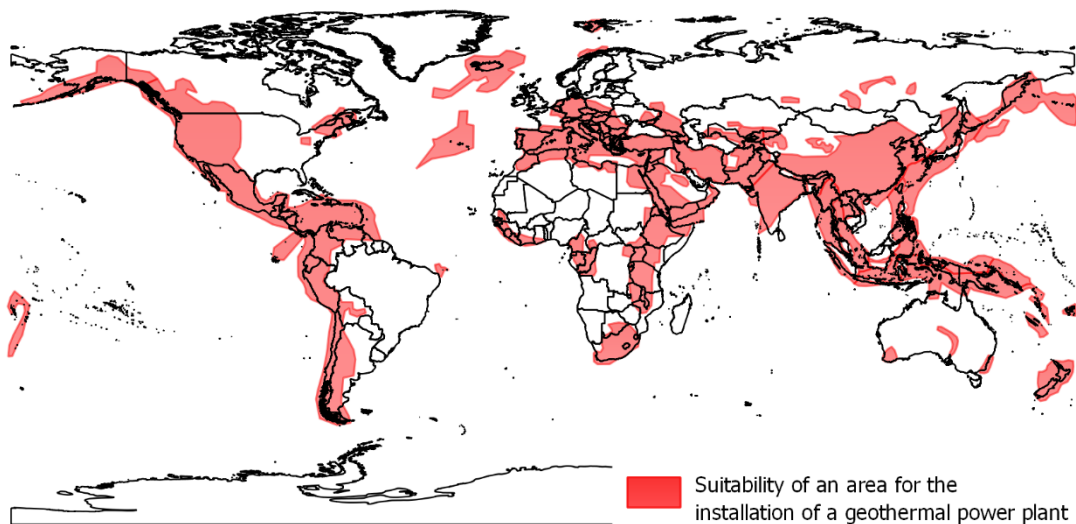 Suitability of an area for the
installation of a geothermal power plant